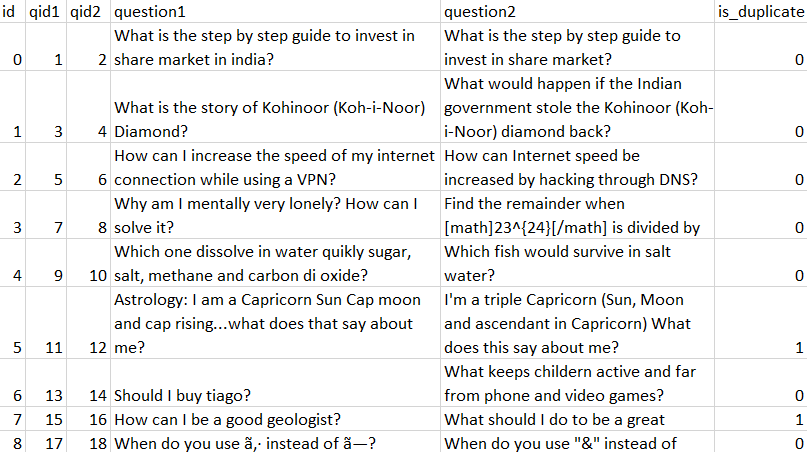 id qid1 qid2 question1 question2 is_duplicate
0 1 2 What is the step by step guide to invest in
share market in india? What is the step by step guide to
invest in share market? 0
1 3 4 What is the story of Kohinoor (Koh-i-Noor)
Diamond? What would happen if the Indian
government stole the Kohinoor (Koh-
i-Noor) diamond back? 0
2 5 6 How can I increase the speed of my internet
connection while using a VPN? How can Internet speed be
increased by hacking through DNS? 0
3 7 8 Why am I mentally very lonely? How can I
solve it? Find the remainder when
[math]23^{24}[/math] is divided by 0
4 9 10 Which one dissolve in water quikly sugar,
salt, methane and carbon di oxide? Which fish would survive in salt
water? 0
5 11 12 Astrology: I am a Capricorn Sun Cap moon
and cap rising...what does that say about
me? I'm a triple Capricorn (Sun, Moon
and ascendant in Capricorn) What
does this say about me? 1
6 13 14 Should I buy tiago? What keeps childern active and far
from phone and video games? 0
7 15 16 How can I be a good geologist? What should I do to be a great 1
8 17 18 When do you use ã‚· instead of ã—? When do you use "&" instead of 0